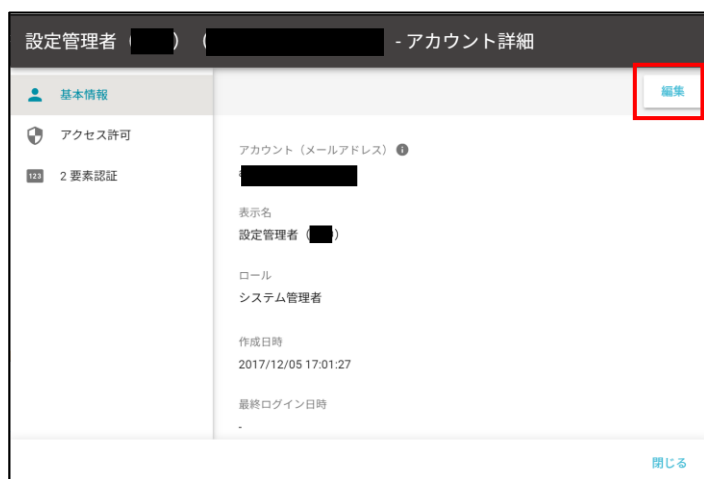 設定管理者（ ）（ - アカウント詳細
基本情報
編集
アクセス許可
123
2 要素認証
アカウント（メールアドレス）
表示名
設定管理者（ ）
ロール
システム管理者
作成日時
2017/12/05 17:01:27
最終ログイン日時
-
閉じる